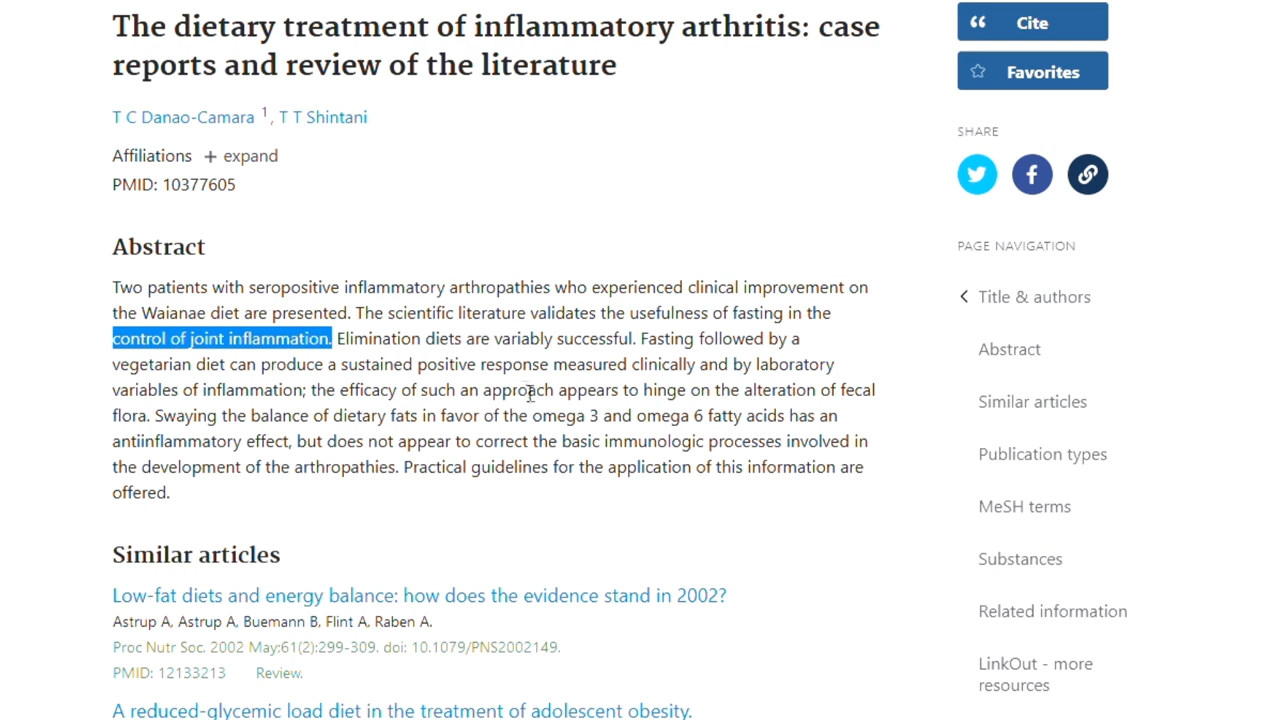 The dietary treatment of inflammatory arthritis: case
reports and review of the literature
T C Danao-Camara 1, T T Shintani
Affiliations + expand
PMID: 10377605
Abstract
Two patients with seropositive inflammatory arthropathies who experienced clinical improvement on
the Waianae diet are presented. The scientific literature validates the usefulness of fasting in the
control of joint inflammation. Elimination diets are variably successful. Fasting followed by a
vegetarian diet can produce a sustained positive response measured clinically and by laboratory
variables of inflammation; the efficacy of such an approach appears to hinge on the alteration of fecal
flora. Swaying the balance of dietary fats in favor of the omega 3 and omega 6 fatty acids has an
antiinflammatory effect, but does not appear to correct the basic immunologic processes involved in
the development of the arthropathies. Practical guidelines for the application of this information are
offered.
Similar articles
Low-fat diets and energy balance: how does the evidence stand in 2002?
Astrup A, Astrup A, Buemann B, Flint A, Raben A.
Proc Nutr Soc. 2002 May;61(2):299-309. doi: 10.1079/PNS2002149.
PMID: 12133213 Review.
A reduced-glycemic load diet in the treatment of adolescent obesity.
Cite
Favorites
SHARE
PAGE NAVIGATION
Title & authors
Abstract
Similar articles
Publication types
MeSH terms
Substances
Related information
LinkOut - more
resources